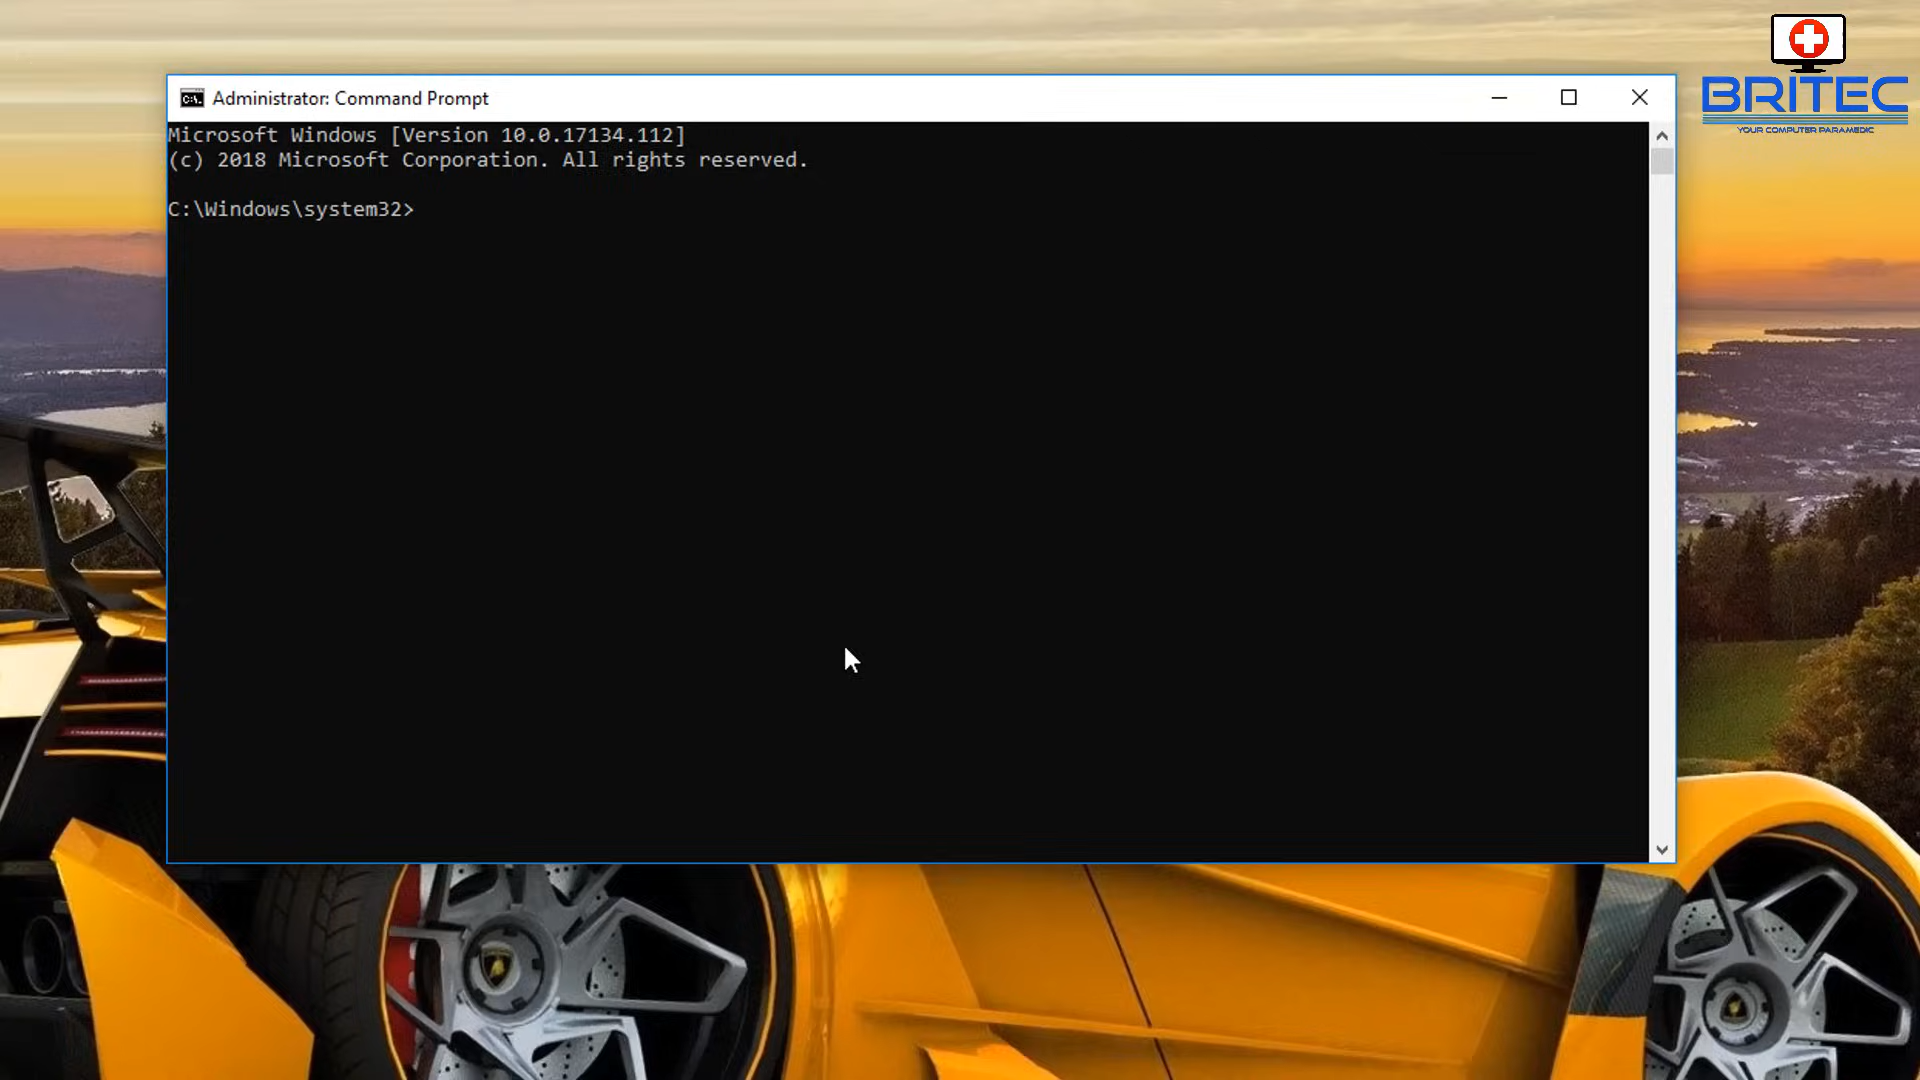 BRITEC
YOUR COMPUTER PARAMEDIC
Administrator: Command Prompt
Microsoft Windows [Version 10.0.17134.112]
(c) 2018 Microsoft Corporation. All rights reserved.
C:\Windows\system32>